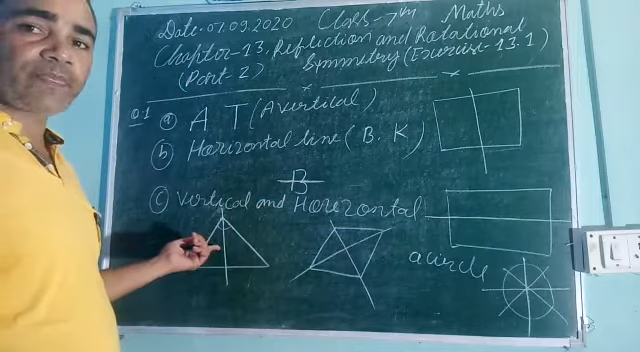 Date-07.09.2020 Class-7th Maths
Chapter-13, Reflection and Rotational
Symmetry (Exercise-13.1)
(Part 2)
Q.1 (a) A T (A vertical)
(b) Horizontal line (B. K)
B
(c) Vertical and Horizontal
a circle